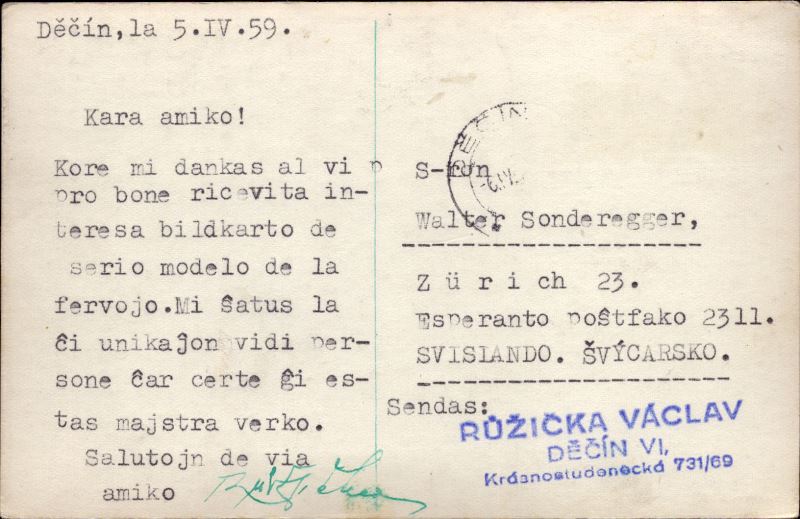 Děčín, la 5.IV.59.
Kara amiko!
Kore mi dankas al vi p
pro bone ricevita in-
teresa bildkarto de
serio modelo de la
fervojo.Mi ŝatus la
ĉi unikaĵon vidi per-
sone ĉar certe ĝi es-
tas majstra verko.
Salutojn de via
amiko
DĚČÍN
S-ron
Walter Sonderegger,
Zürich 23.
Esperanto poŝtfako 2311.
SVISLANDO. ŠVÝCARSKO.
Sendas:
RŮŽIČKA VÁCLAV
DĚČÍN VI,
Krásnostudenecká 731/69